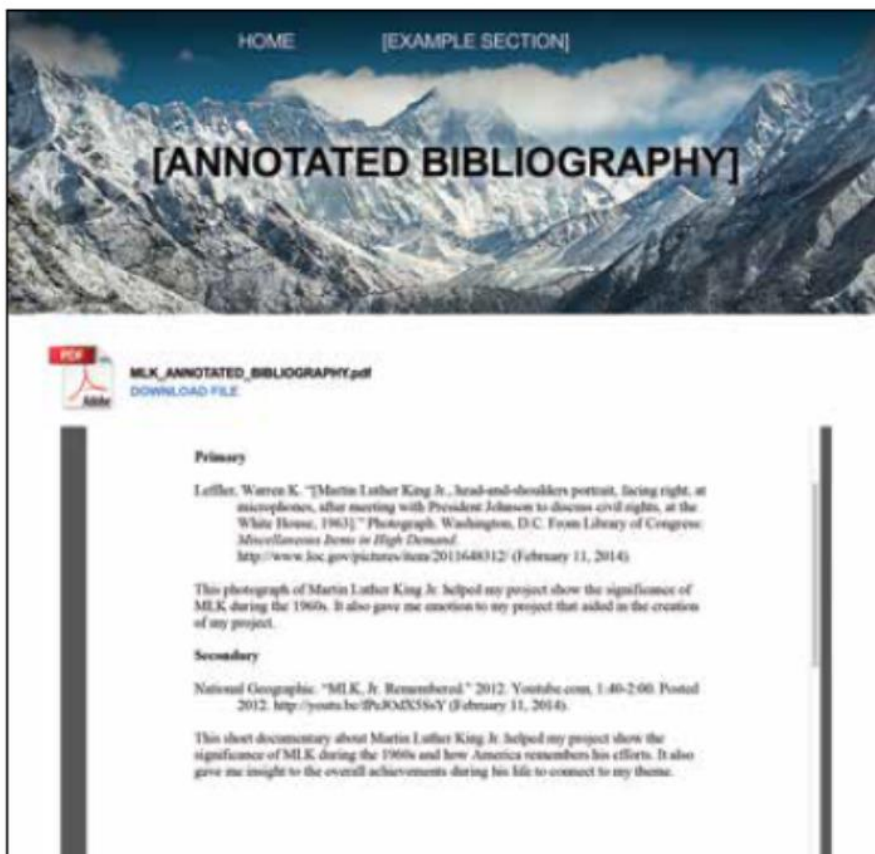 HOME [EXAMPLE SECTION]
[ANNOTATED BIBLIOGRAPHY]
PDF
Adobe
MLK_ANNOTATED_BIBLIOGRAPHY.pdf
DOWNLOAD FILE
Primary
Leffler, Warren K. "[Martin Luther King Jr., head-and-shoulders portrait, facing right, at
microphones, after meeting with President Johnson to discuss civil rights, at the
White House, 1963]." Photograph. Washington, D.C. From Library of Congress:
Miscellaneous Items in High Demand.
http://www.loc.gov/pictures/item/2011648312/ (February 11, 2014).
This photograph of Martin Luther King Jr. helped my project show the significance of
MLK during the 1960s. It also gave me emotion to my project that aided in the creation
of my project.
Secondary
National Geographic. "MLK, Jr. Remembered." 2012. Youtube.com, 1:40-2:00. Posted
2012. (February 11, 2014).
This short documentary about Martin Luther King Jr. helped my project show the
significance of MLK during the 1960s and how America remembers his efforts. It also
gave me insight to the overall achievements during his life to connect to my theme.